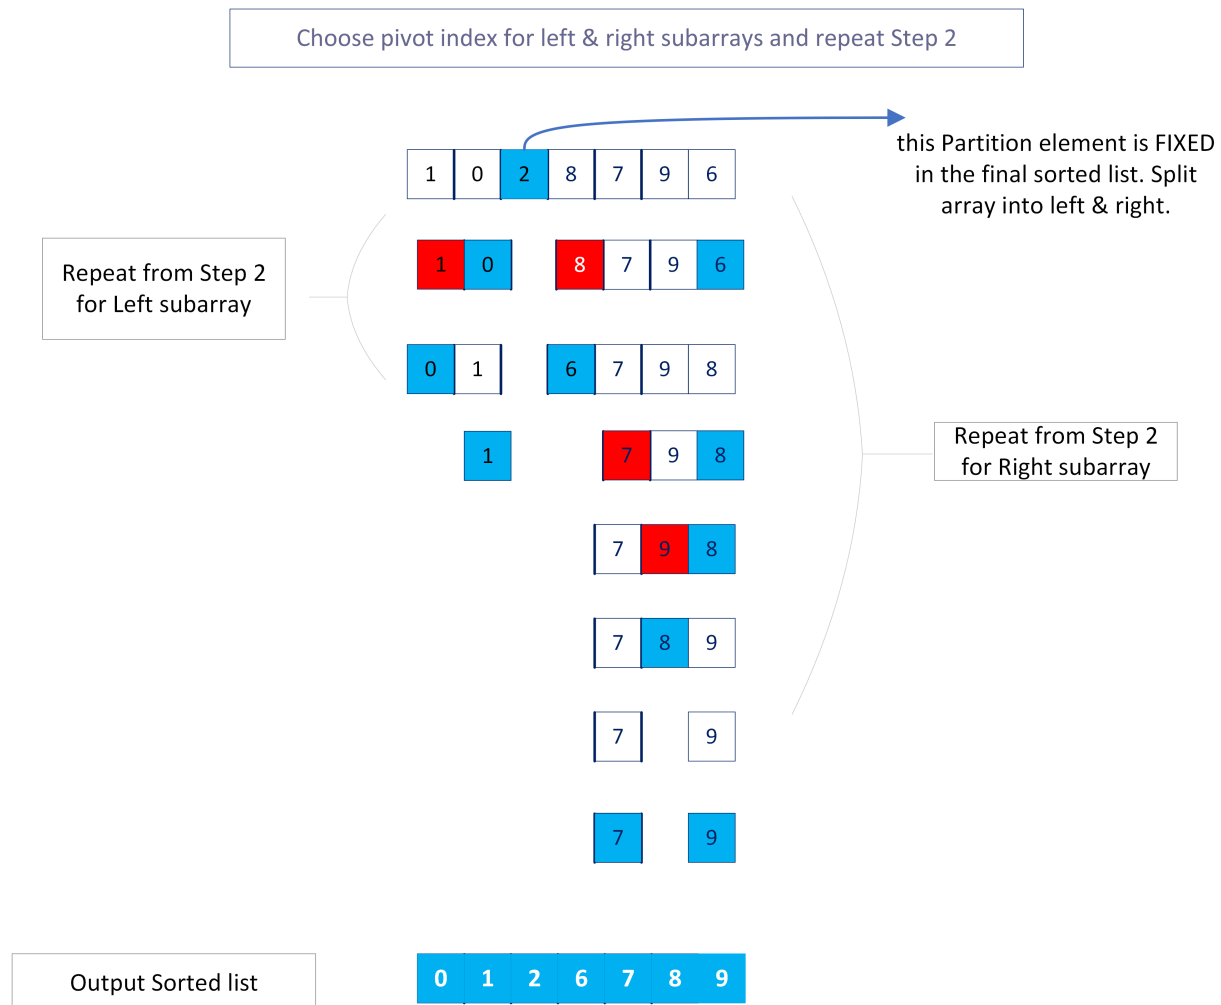 Choose pivot index for left & right subarrays and repeat Step 2
this Partition element is FIXED
in the final sorted list. Split
array into left & right.
1 0 2 8 7 9 6
Repeat from Step 2
for Left subarray
1 0 8 7 9 6
0 1 6 7 9 8
1 7 9 8
Repeat from Step 2
for Right subarray
7 9 8
7 8 9
7 9
7 9
Output Sorted list
0 1 2 6 7 8 9